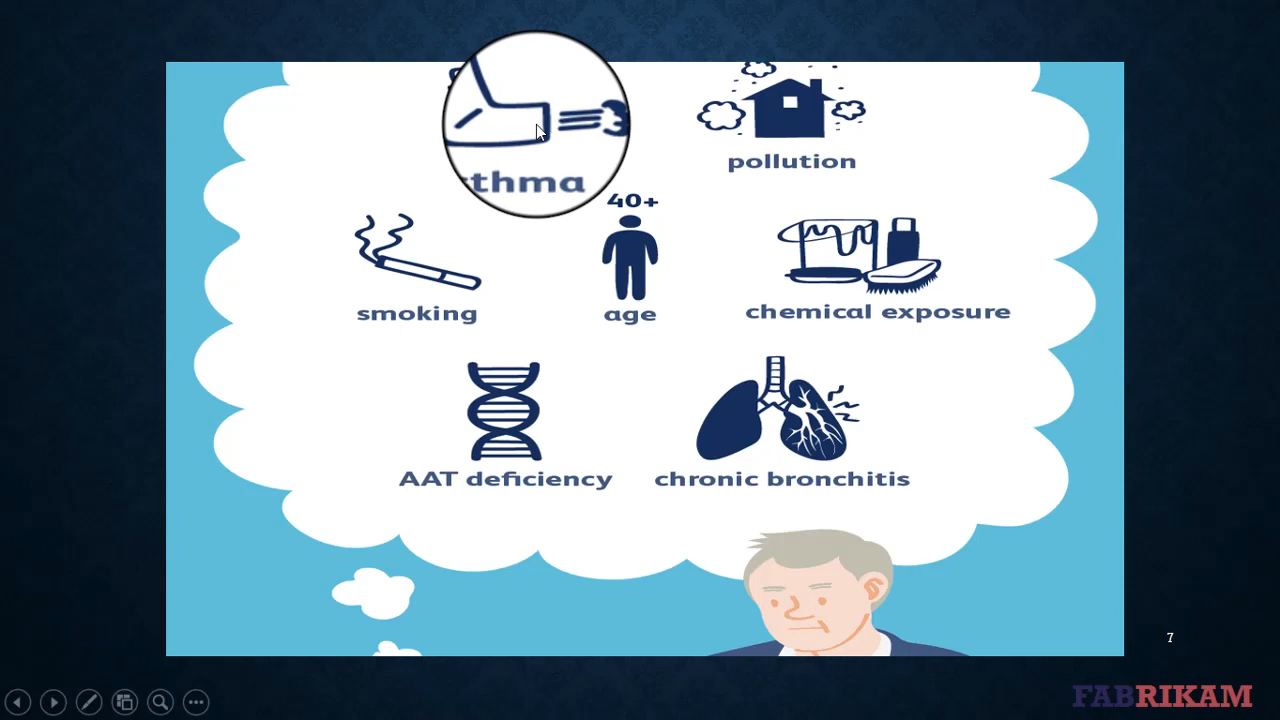 thma
pollution
40+
smoking
age
chemical exposure
AAT deficiency
chronic bronchitis
7
FABRIKAM